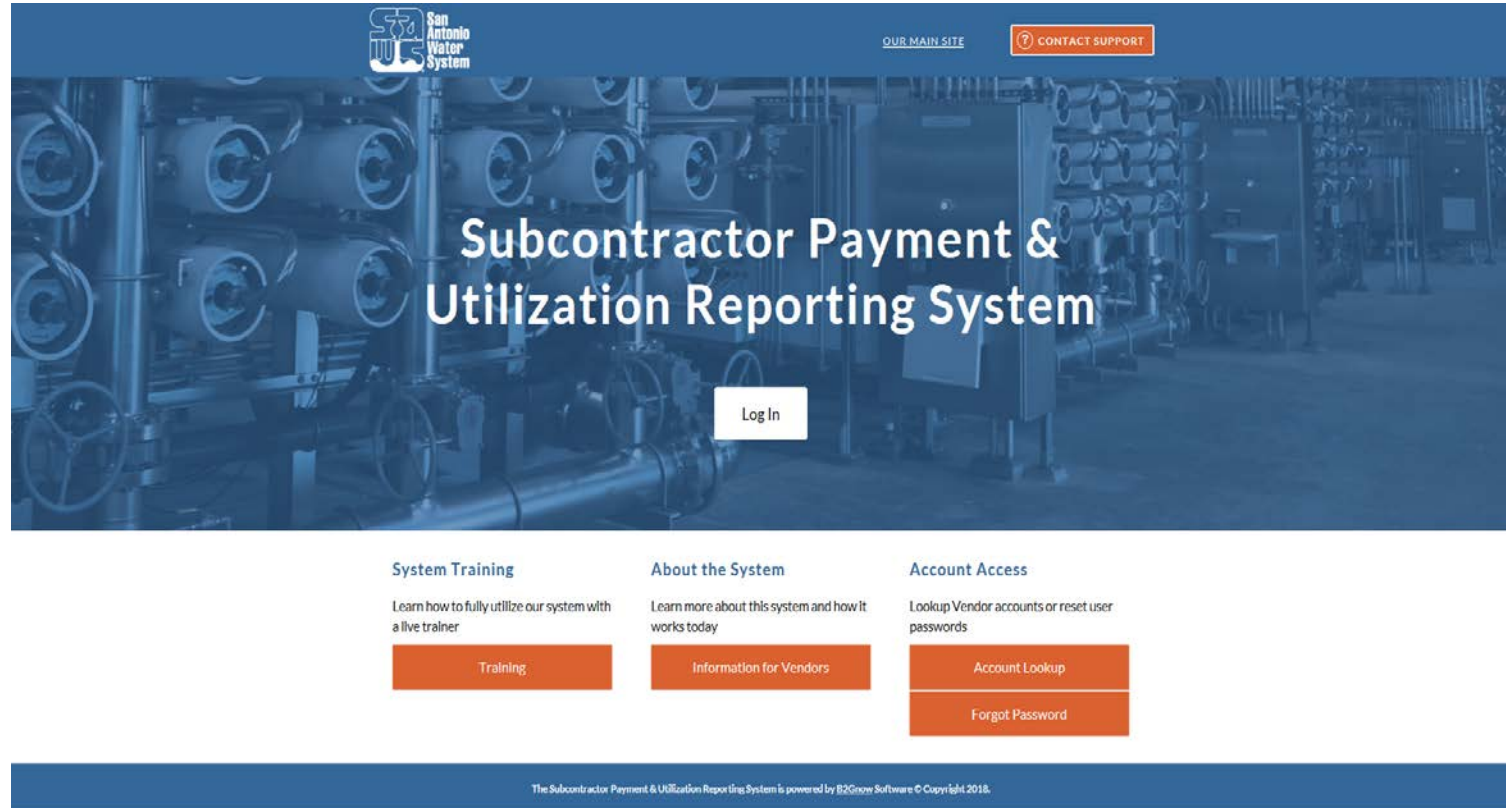 San
Antonio
Water
System
OUR MAIN SITE
? CONTACT SUPPORT
Subcontractor Payment &
Utilization Reporting System
Log In
System Training
Learn how to fully utilize our system with
a live trainer
Training
About the System
Learn more about this system and how it
works today
Information for Vendors
Account Access
Lookup Vendor accounts or reset user
passwords
Account Lookup
Forgot Password
The Subcontractor Payment & Utilization Reporting System is powered by B2Gnow Software © Copyright 2018.